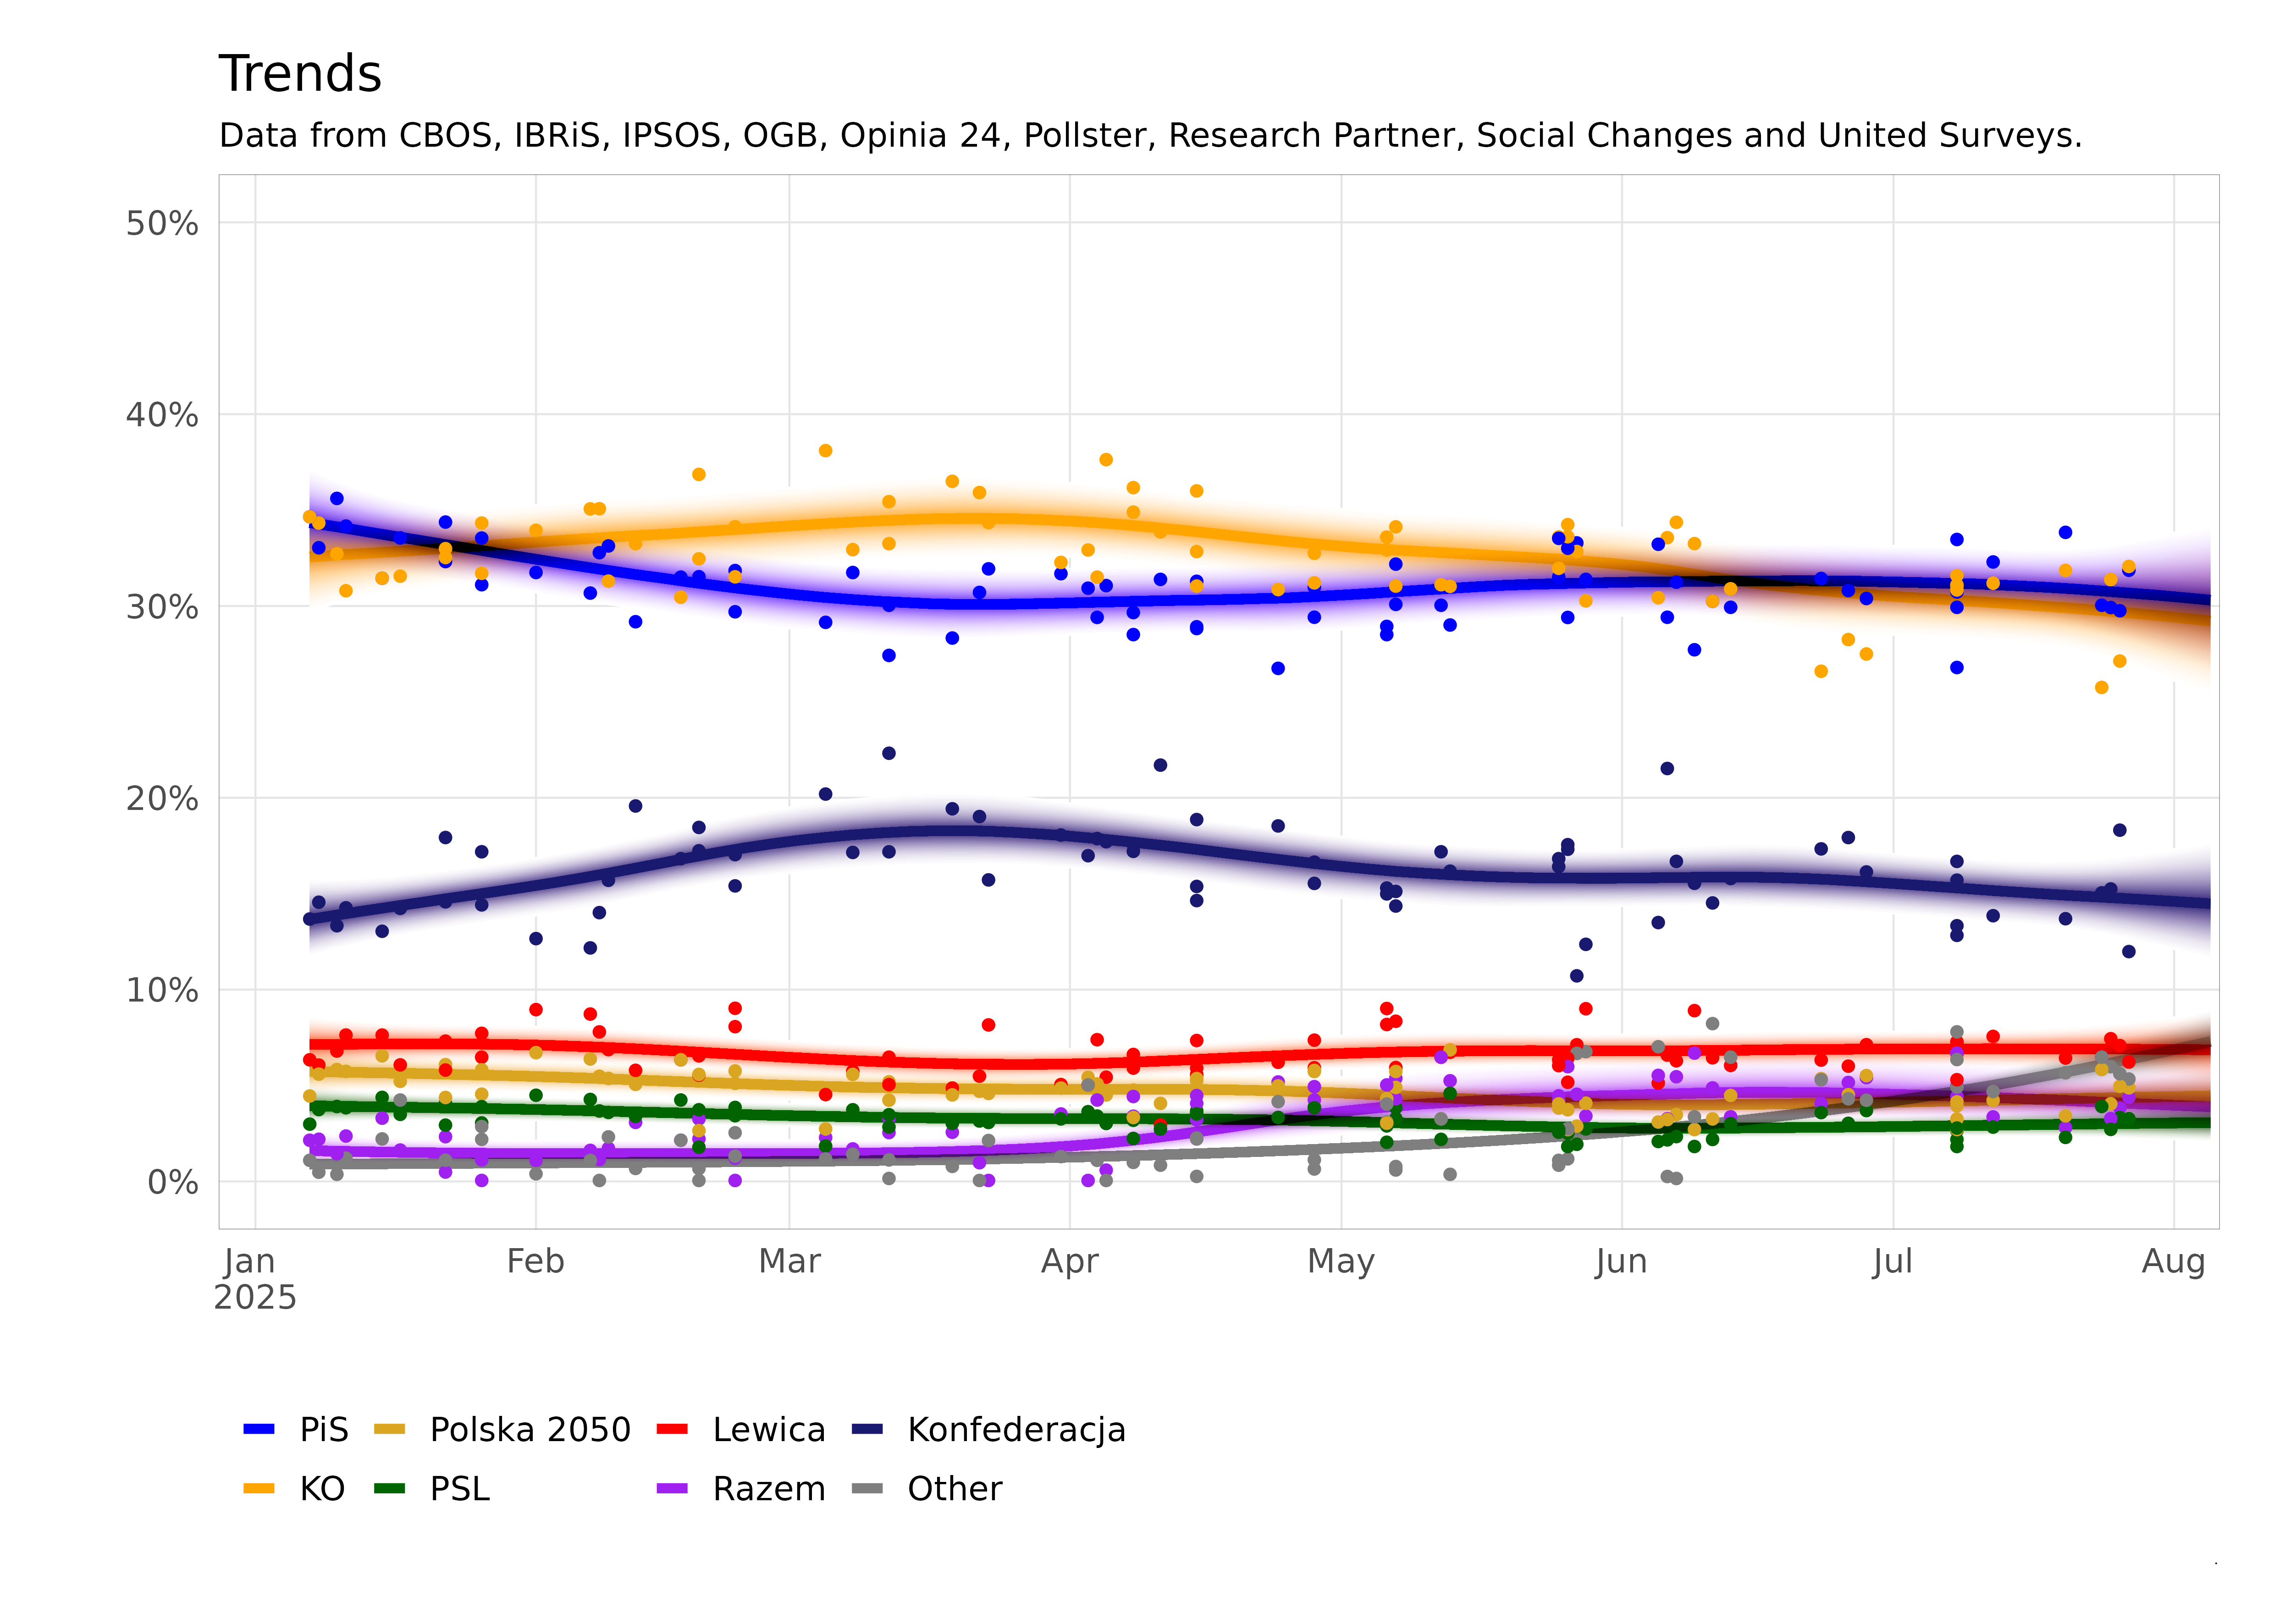 Trends
Data from CBOS, IBRiS, IPSOS, OGB, Opinia 24, Pollster, Research Partner, Social Changes and United Surveys.
50%
40%
30%
20%
10%
0%
Jan Feb Mar Apr May Jun Jul Aug
2025
PiS Polska 2050 Lewica Konfederacja
KO PSL Razem Other
.